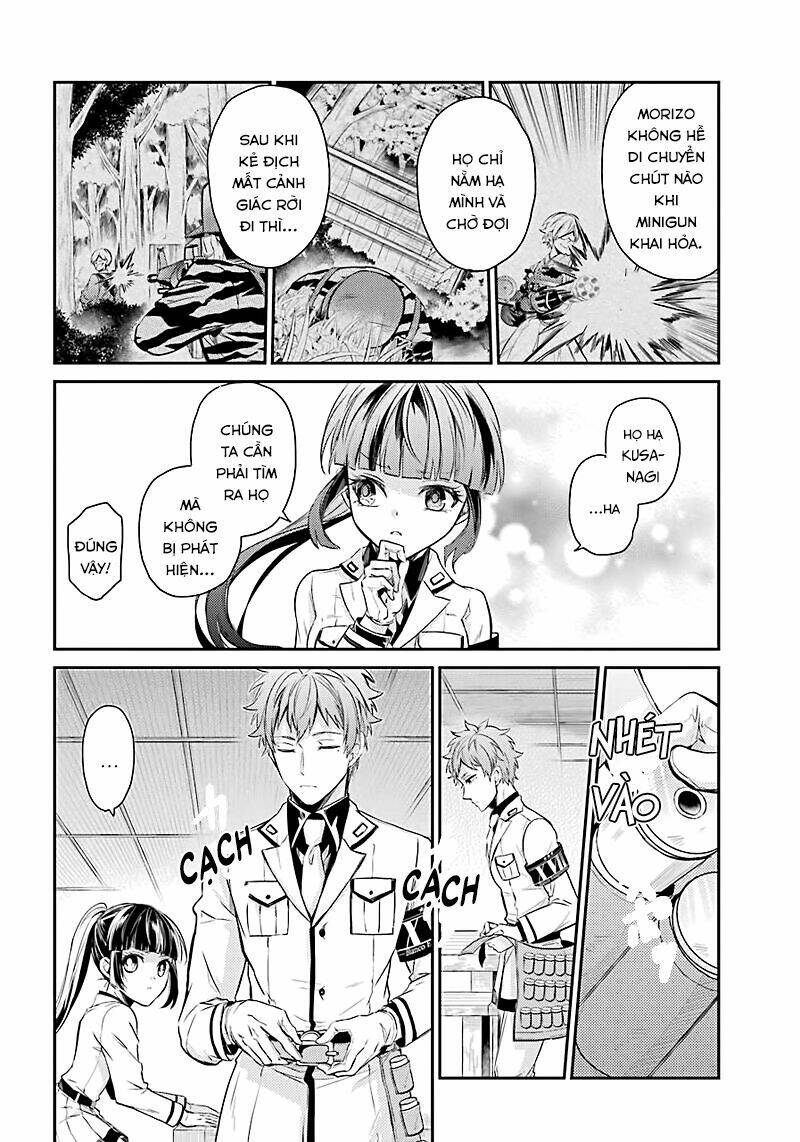 MORIZO
KHÔNG HỀ
DI CHUYỂN
CHÚT NÀO
KHI
MINIGUN
KHAI HỎA.
HỌ CHỈ
NẰM HẠ
MÌNH VÀ
CHỜ ĐỢI
SAU KHI
KẺ ĐỊCH
MẤT CẢNH
GIÁC RỜI
ĐI THÌ...
HỌ HẠ
KUSA-
NAGI
...HA
CHÚNG
TA CẦN
PHẢI TÌM
RA HỌ
MÀ
KHÔNG
BỊ PHÁT
HIỆN...
ĐÚNG
VẬY!
NHÉT
VÀO
XVI
CẠCH
CẠCH
...